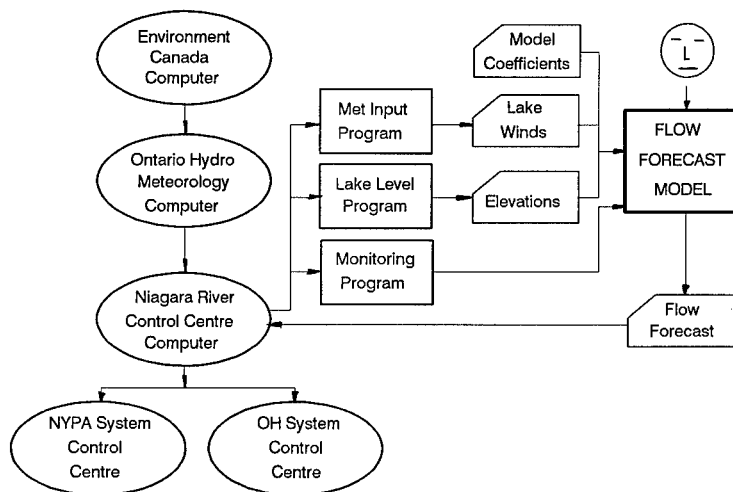 Environment
Canada
Computer
Ontario Hydro
Meteorology
Computer
Niagara River
Control Centre
Computer
NYPA System
Control
Centre
OH System
Control
Centre
Met Input
Program
Lake Level
Program
Monitoring
Program
Model
Coefficients
Lake
Winds
Elevations
FLOW
FORECAST
MODEL
Flow
Forecast